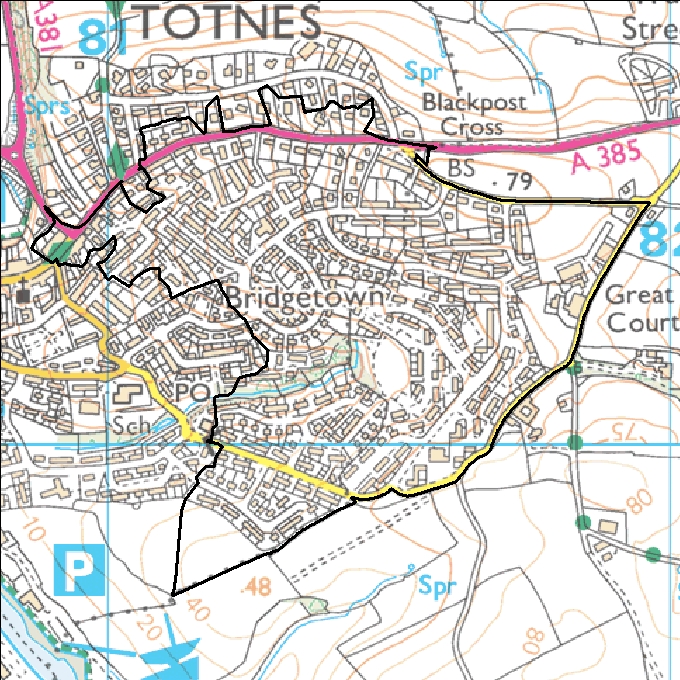 TOTNES
A381
81
Stre
Spr
Sprs
Blackpost
Cross
A 385
BS
79
82
Bridgetown
Great
Court
PO
Sch
75
80
10
P
48
40
20
Spr
80